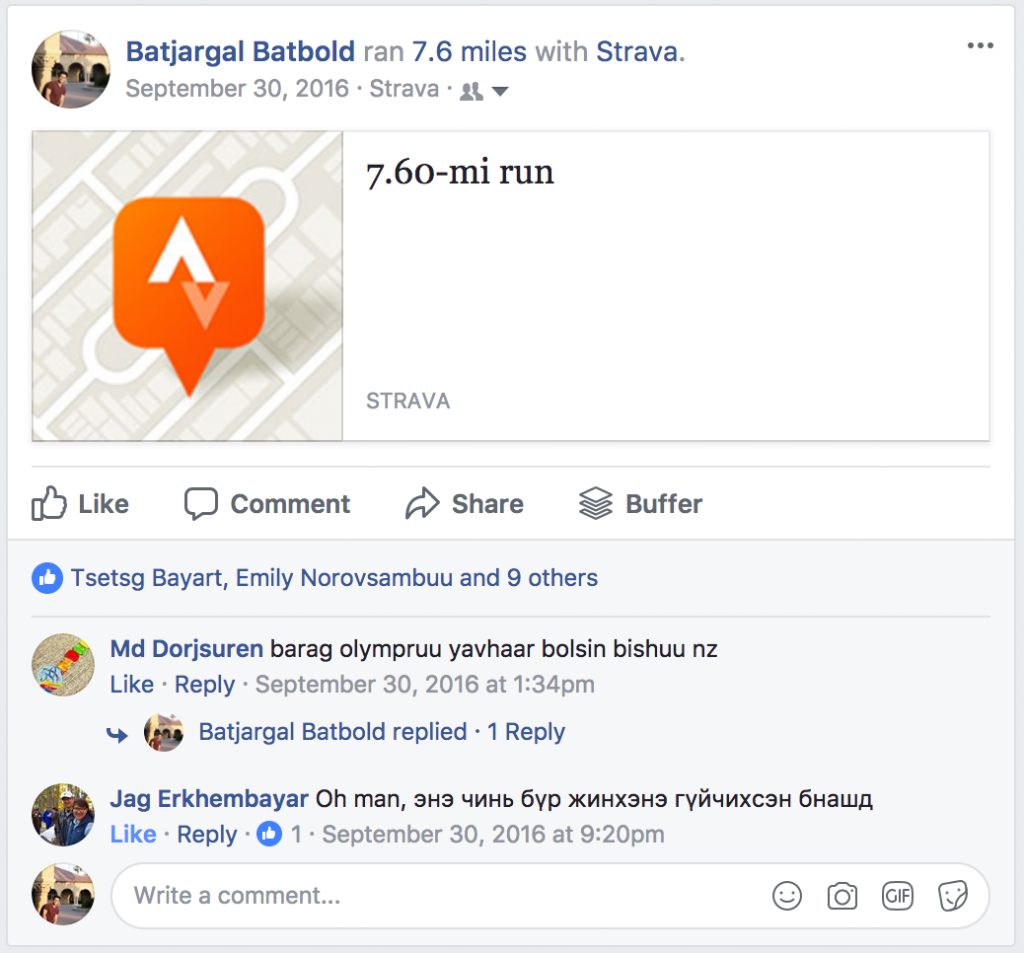 Batjargal Batbold ran 7.6 miles with Strava.
September 30, 2016 · Strava ·
7.60-mi run
STRAVA
Like Comment Share Buffer
Tsetsg Bayart, Emily Norovsambuu and 9 others
Md Dorjsuren barag olympruu yavhaar bolsin bishuu nz
Like · Reply · September 30, 2016 at 1:34pm
Batjargal Batbold replied · 1 Reply
Jag Erkhembayar Oh man, энэ чинь бүр жинхэнэ гүйчихсэн бнашд
Like · Reply · 1 · September 30, 2016 at 9:20pm
Write a comment... GIF